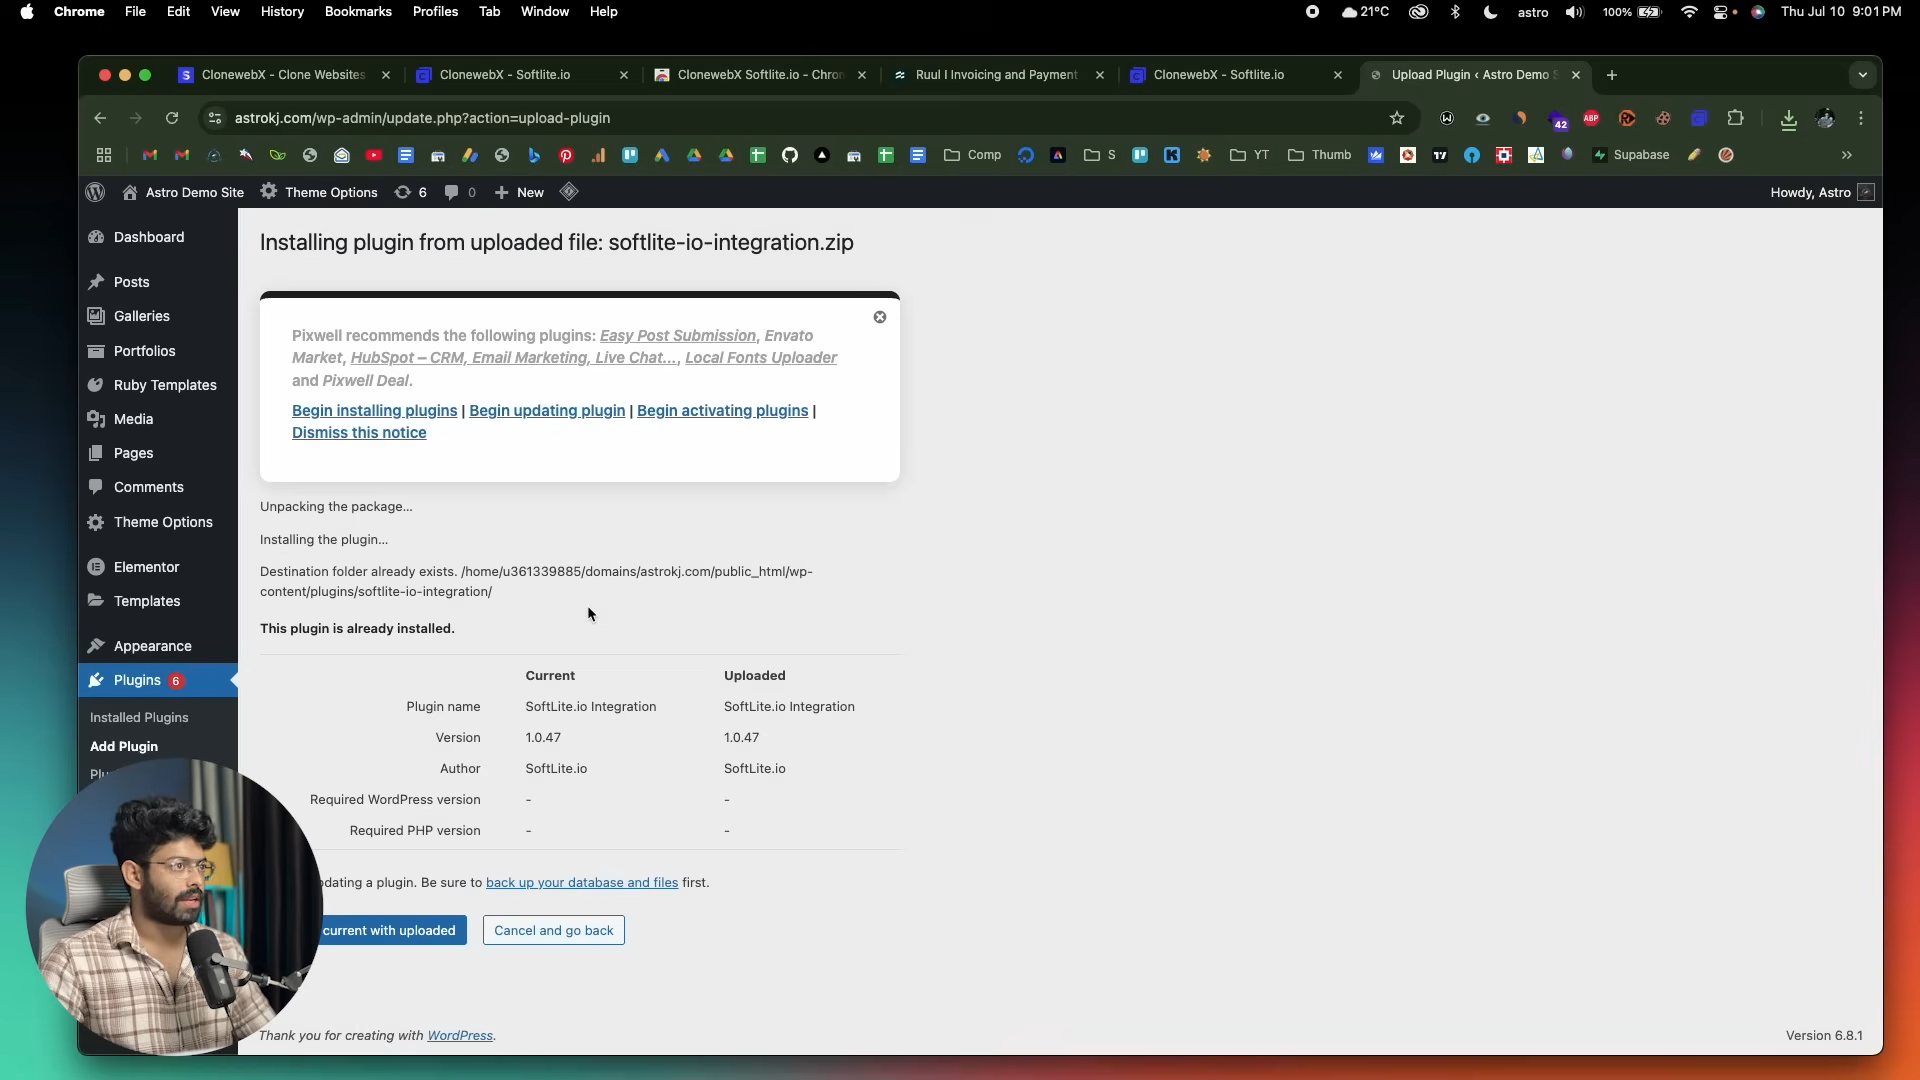 Chrome File Edit View History Bookmarks Profiles Tab Window Help
21°C astro 100% Thu Jul 10 9:01 PM
ClonewebX - Clone Websites
ClonewebX - Softlite.io
ClonewebX Softlite.io - Chron
Ruul I Invoicing and Payment
ClonewebX - Softlite.io
Upload Plugin ‹ Astro Demo S
astrokj.com/wp-admin/update.php?action=upload-plugin
42 ABP
Comp S YT Thumb Supabase
Astro Demo Site Theme Options 6 0 New
Howdy, Astro
Dashboard
Posts
Galleries
Portfolios
Ruby Templates
Media
Pages
Comments
Theme Options
Elementor
Templates
Appearance
Plugins 6
Installed Plugins
Add Plugin
Plu
Installing plugin from uploaded file: softlite-io-integration.zip
Pixwell recommends the following plugins: Easy Post Submission, Envato
Market, HubSpot – CRM, Email Marketing, Live Chat..., Local Fonts Uploader
and Pixwell Deal.
Begin installing plugins | Begin updating plugin | Begin activating plugins |
Dismiss this notice
Unpacking the package…
Installing the plugin…
Destination folder already exists. /home/u361339885/domains/astrokj.com/public_html/wp-
content/plugins/softlite-io-integration/
This plugin is already installed.
Current Uploaded
Plugin name SoftLite.io Integration SoftLite.io Integration
Version 1.0.47 1.0.47
Author SoftLite.io SoftLite.io
Required WordPress version - -
Required PHP version - -
dating a plugin. Be sure to back up your database and files first.
current with uploaded Cancel and go back
Thank you for creating with WordPress.
Version 6.8.1